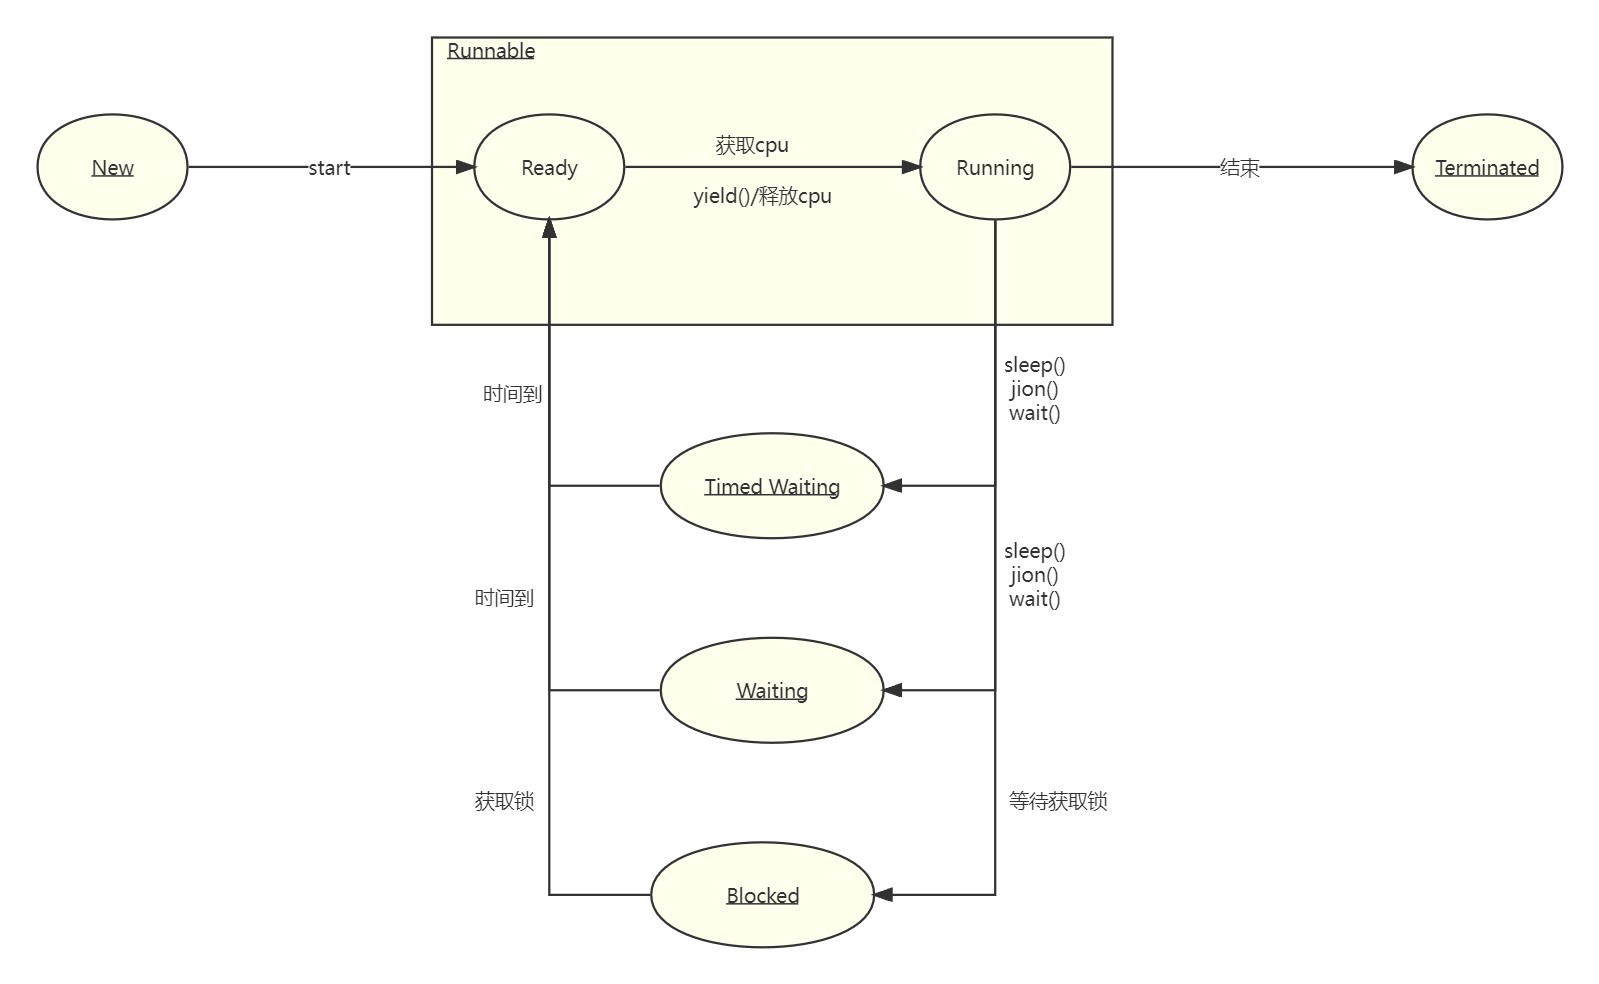 Runnable
New
start
Ready
获取cpu
yield()/释放cpu
Running
结束
Terminated
时间到
sleep()
jion()
wait()
Timed Waiting
时间到
sleep()
jion()
wait()
Waiting
获取锁
等待获取锁
Blocked